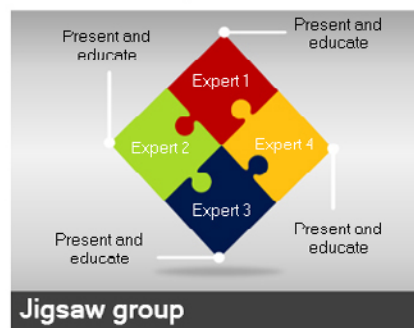 Present and
educate
Present and
educate
Expert 1
Expert 2
Expert 4
Expert 3
Present and
educate
Present and
educate
Jigsaw group